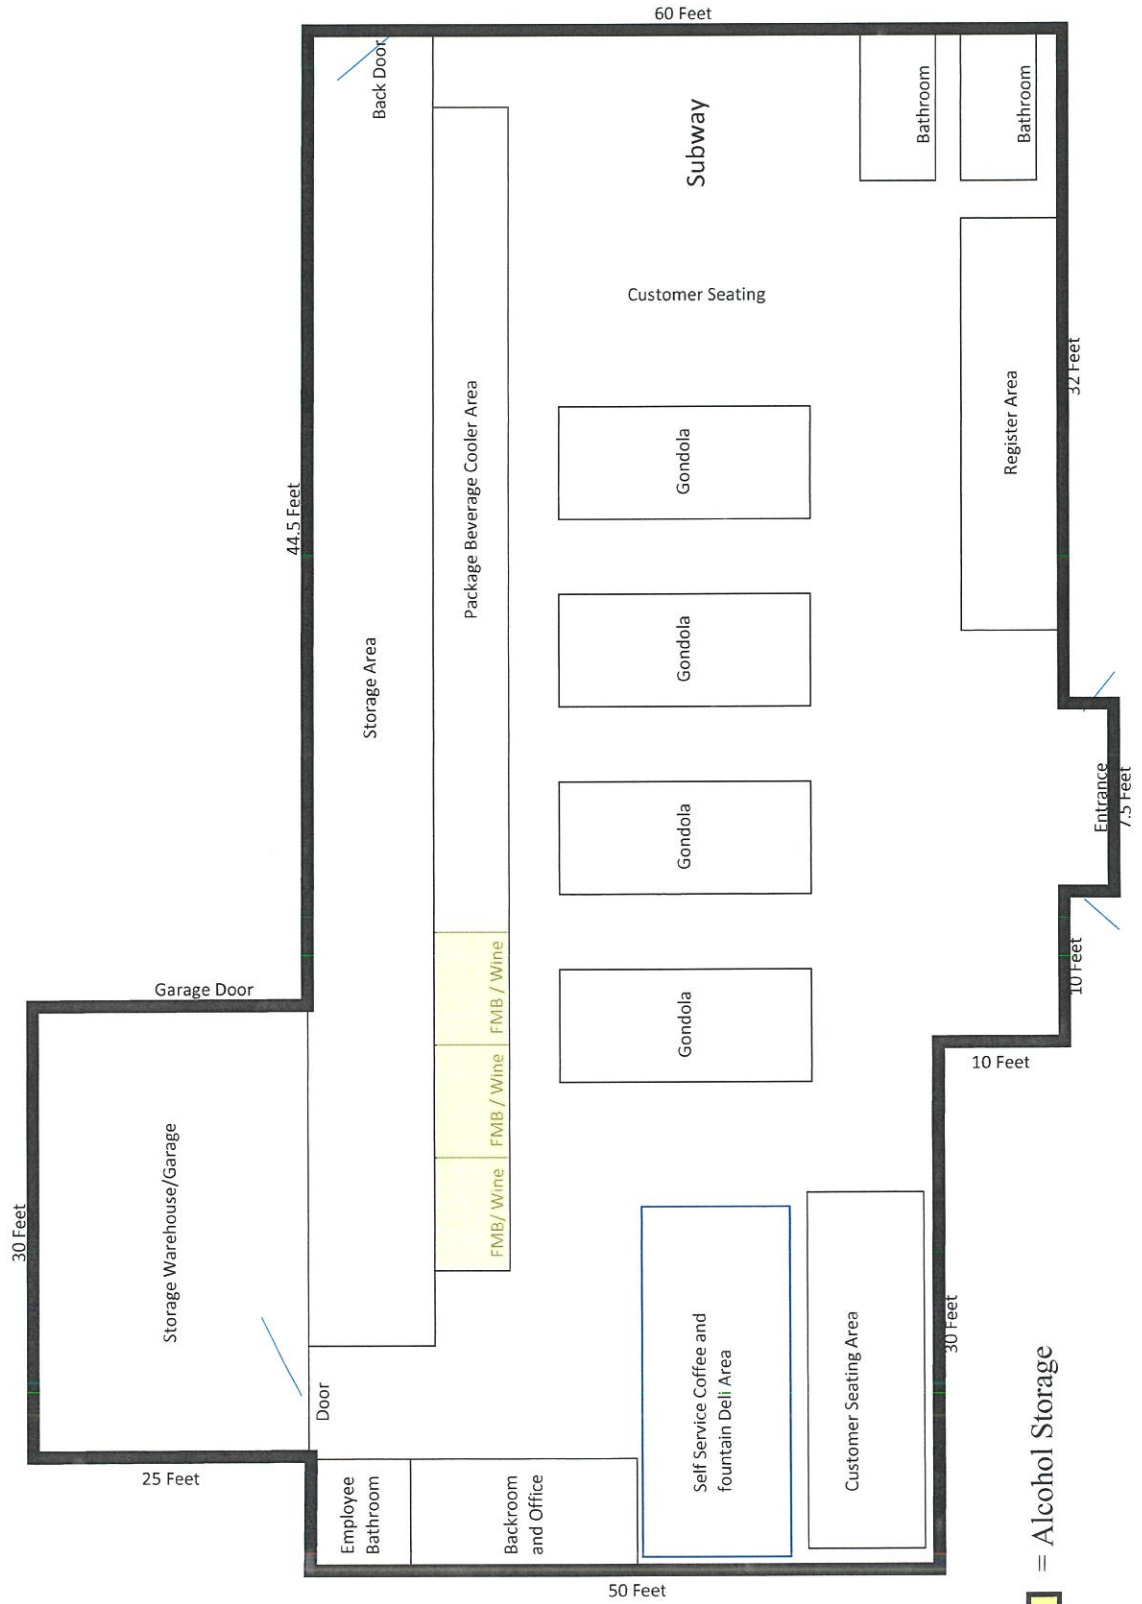 60 Feet
Back Door
Subway
Bathroom
Bathroom
Customer Seating
44.5 Feet
Package Beverage Cooler Area
Storage Area
Gondola
Gondola
Gondola
Gondola
Register Area
32 Feet
Entrance
7.5 Feet
10 Feet
10 Feet
Garage Door
FMB / Wine
FMB / Wine
FMB/ Wine
30 Feet
Storage Warehouse/Garage
25 Feet
Door
Employee
Bathroom
Backroom
and Office
Self Service Coffee and
fountain Deli Area
Customer Seating Area
30 Feet
50 Feet
= Alcohol Storage